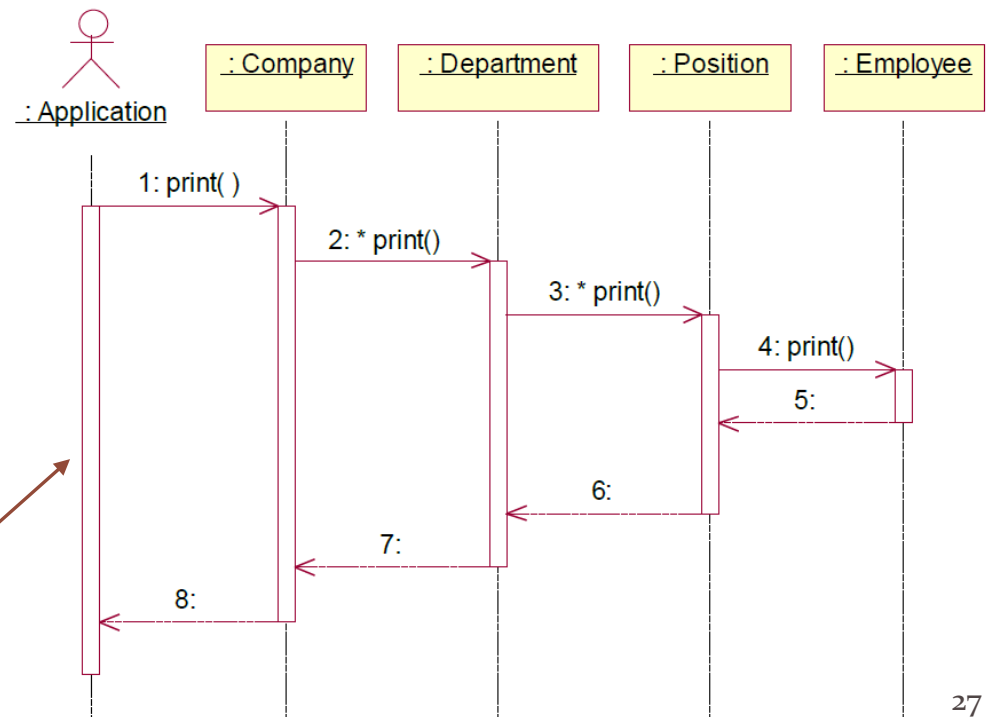 : Application
: Company
: Department
: Position
: Employee
1: print( )
2: * print()
3: * print()
4: print()
5:
6:
7:
8:
27